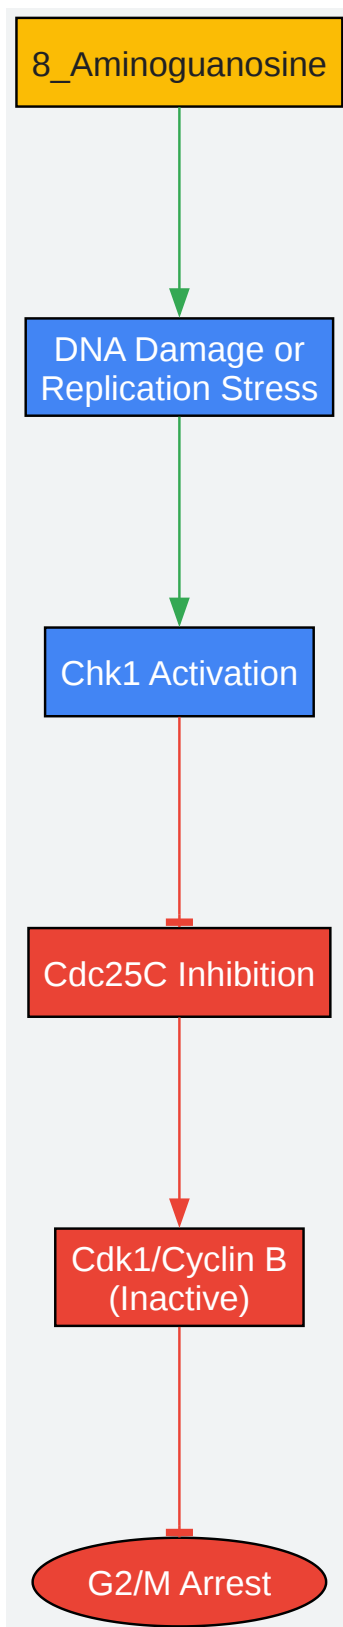 8_Aminoguanosine
DNA Damage or
Replication Stress
Chk1 Activation
Cdc25C Inhibition
Cdk1/Cyclin B
(Inactive)
G2/M Arrest